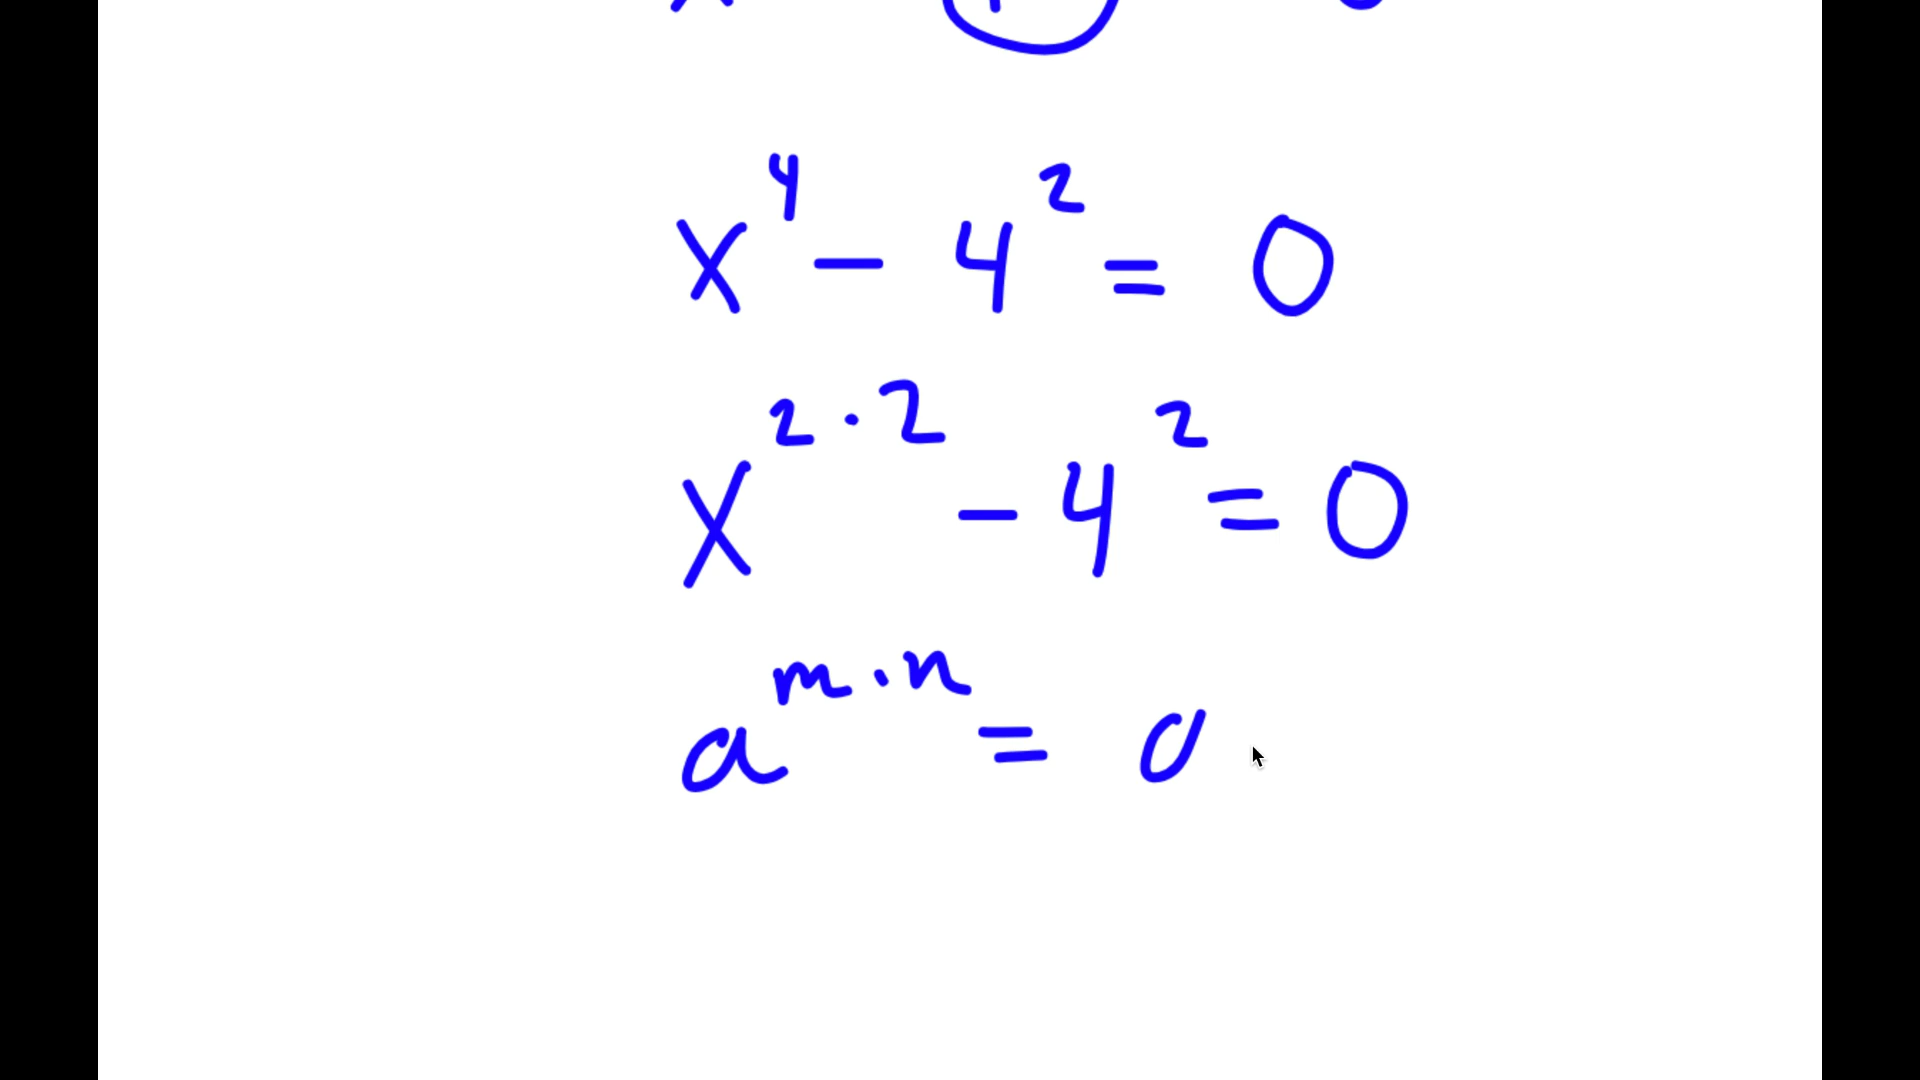 x⁴ - 4² = 0
x²·² - 4² = 0
aᵐ·ⁿ =